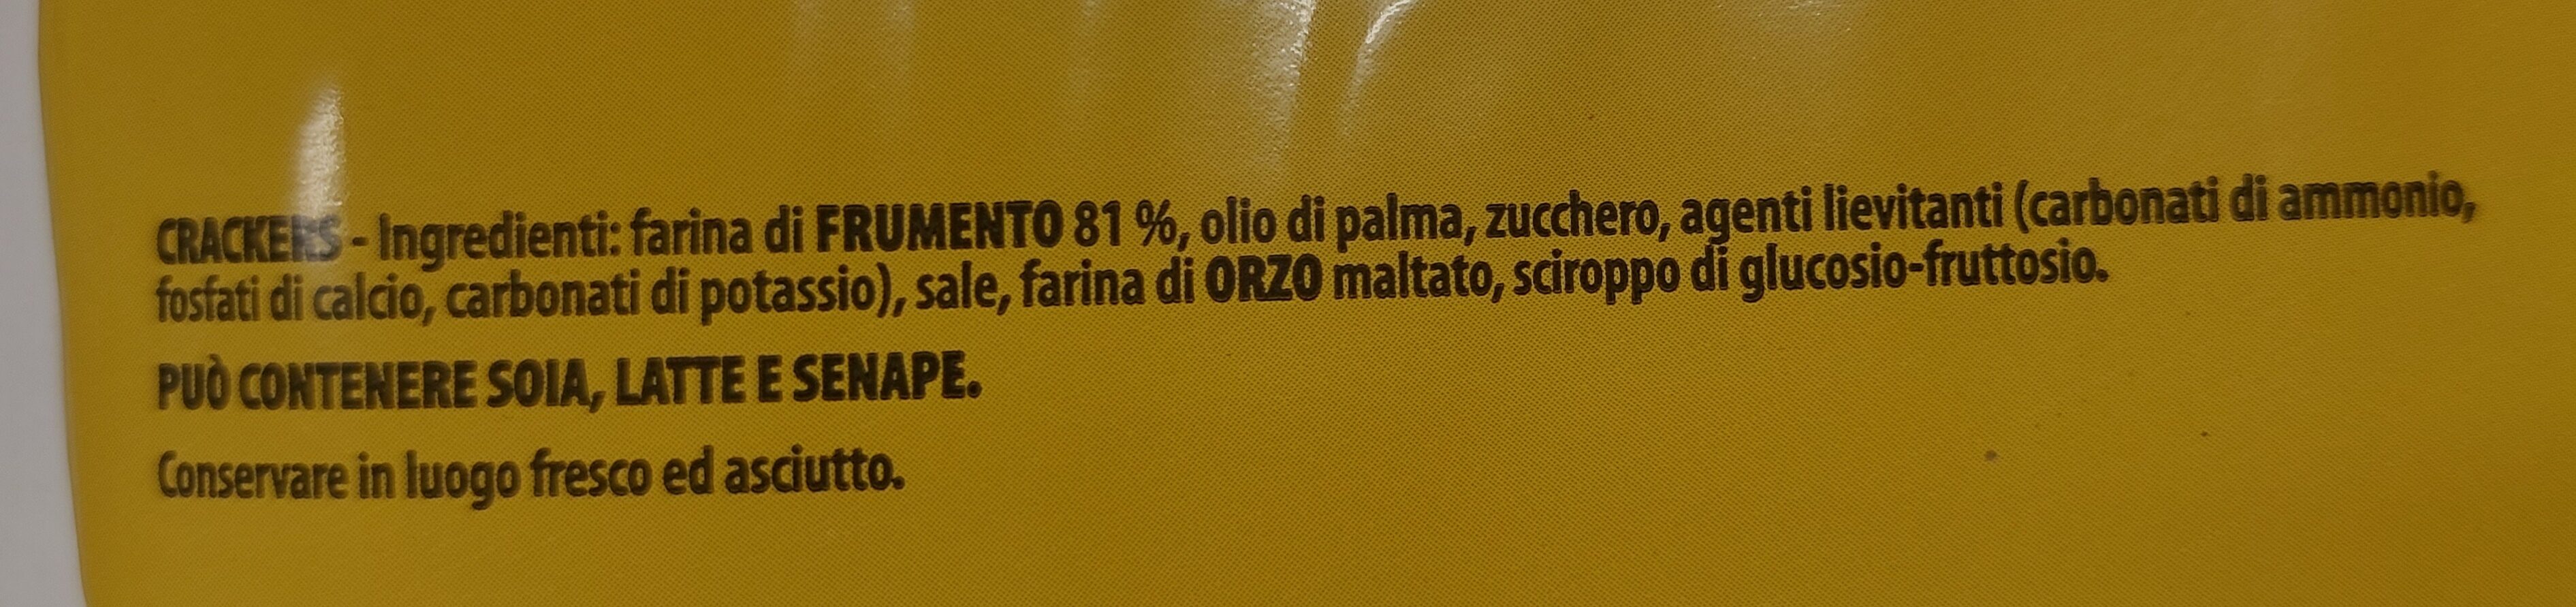 CRACKERS - Ingredienti: farina di FRUMENTO 81 %, olio di palma, zucchero, agenti lievitanti (carbonati di ammonio,
fosfati di calcio, carbonati di potassio), sale, farina di ORZO maltato, sciroppo di glucosio-fruttosio.
PUÒ CONTENERE SOIA, LATTE E SENAPE.
Conservare in luogo fresco ed asciutto.